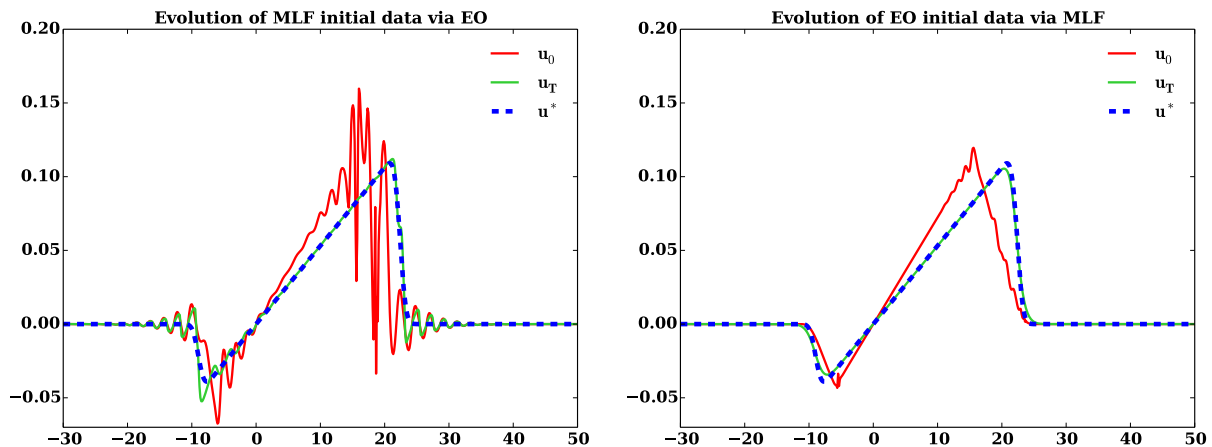 Evolution of MLF initial data via EO
0.20
0.15
0.10
0.05
0.00
−0.05
−30 −20 −10 0 10 20 30 40 50
u₀
u_T
u*
Evolution of EO initial data via MLF
0.20
0.15
0.10
0.05
0.00
−0.05
−30 −20 −10 0 10 20 30 40 50
u₀
u_T
u*